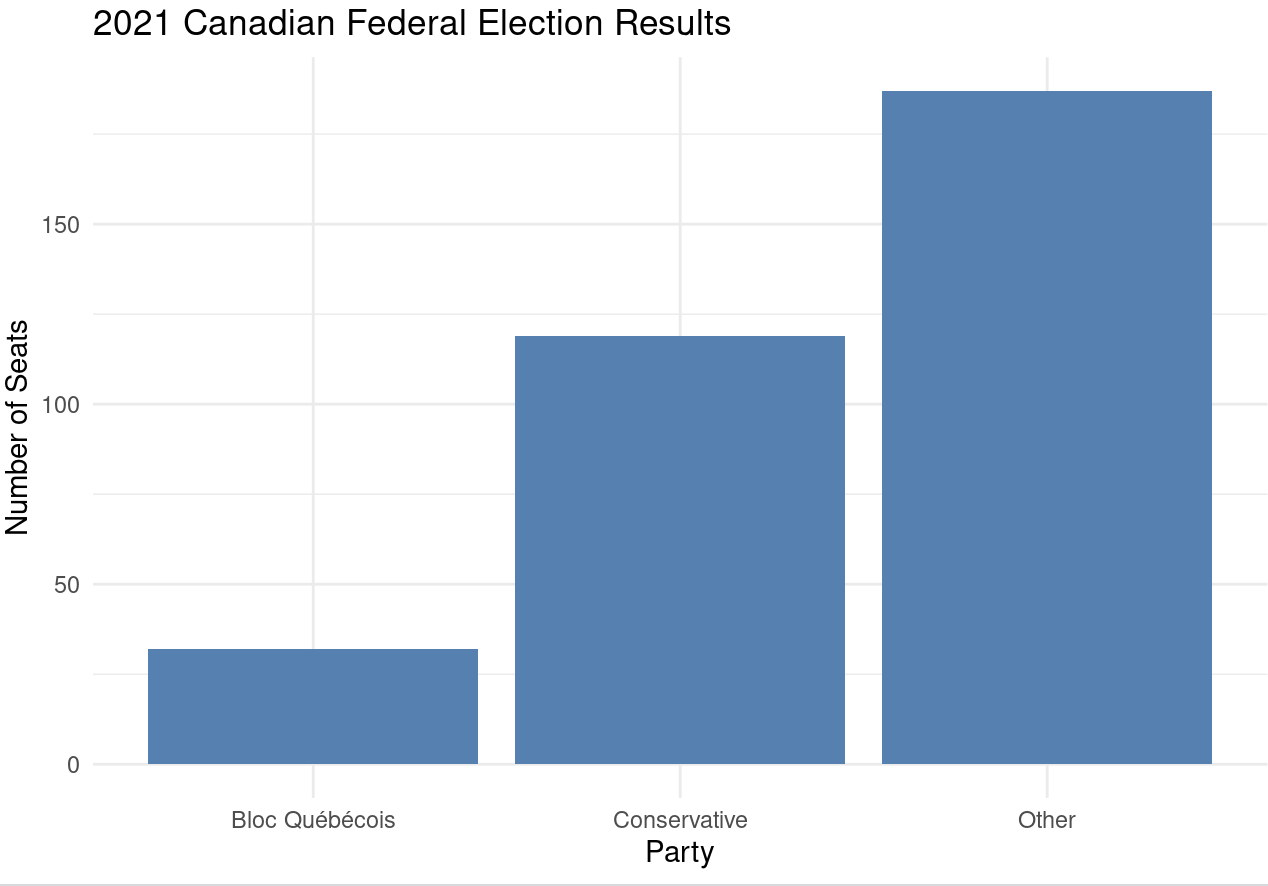 2021 Canadian Federal Election Results
Number of Seats
150
100
50
0
Bloc Québécois
Conservative
Other
Party